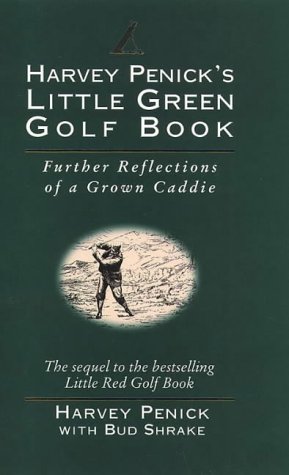 HARVEY PENICK'S
LITTLE GREEN
GOLF BOOK
Further Reflections
of a Grown Caddie
The sequel to the bestselling
Little Red Golf Book
HARVEY PENICK
WITH BUD SHRAKE